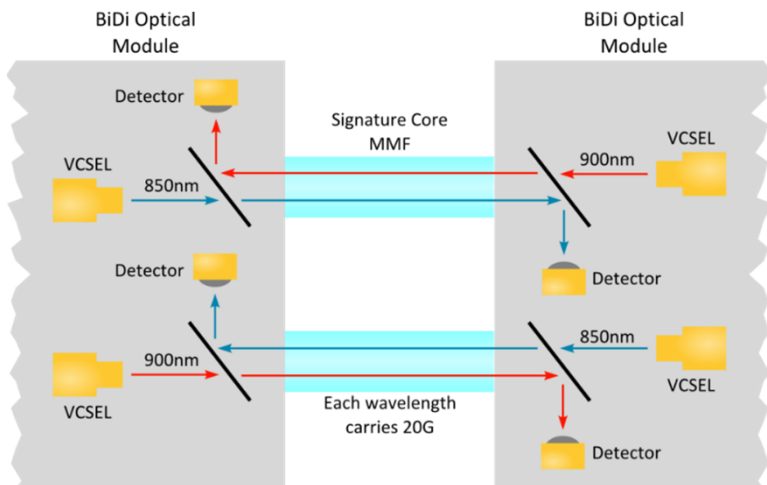 BiDi Optical
Module
BiDi Optical
Module
Detector
Signature Core
MMF
VCSEL
850nm
900nm
VCSEL
Detector
Detector
900nm
VCSEL
850nm
VCSEL
Each wavelength
carries 20G
Detector